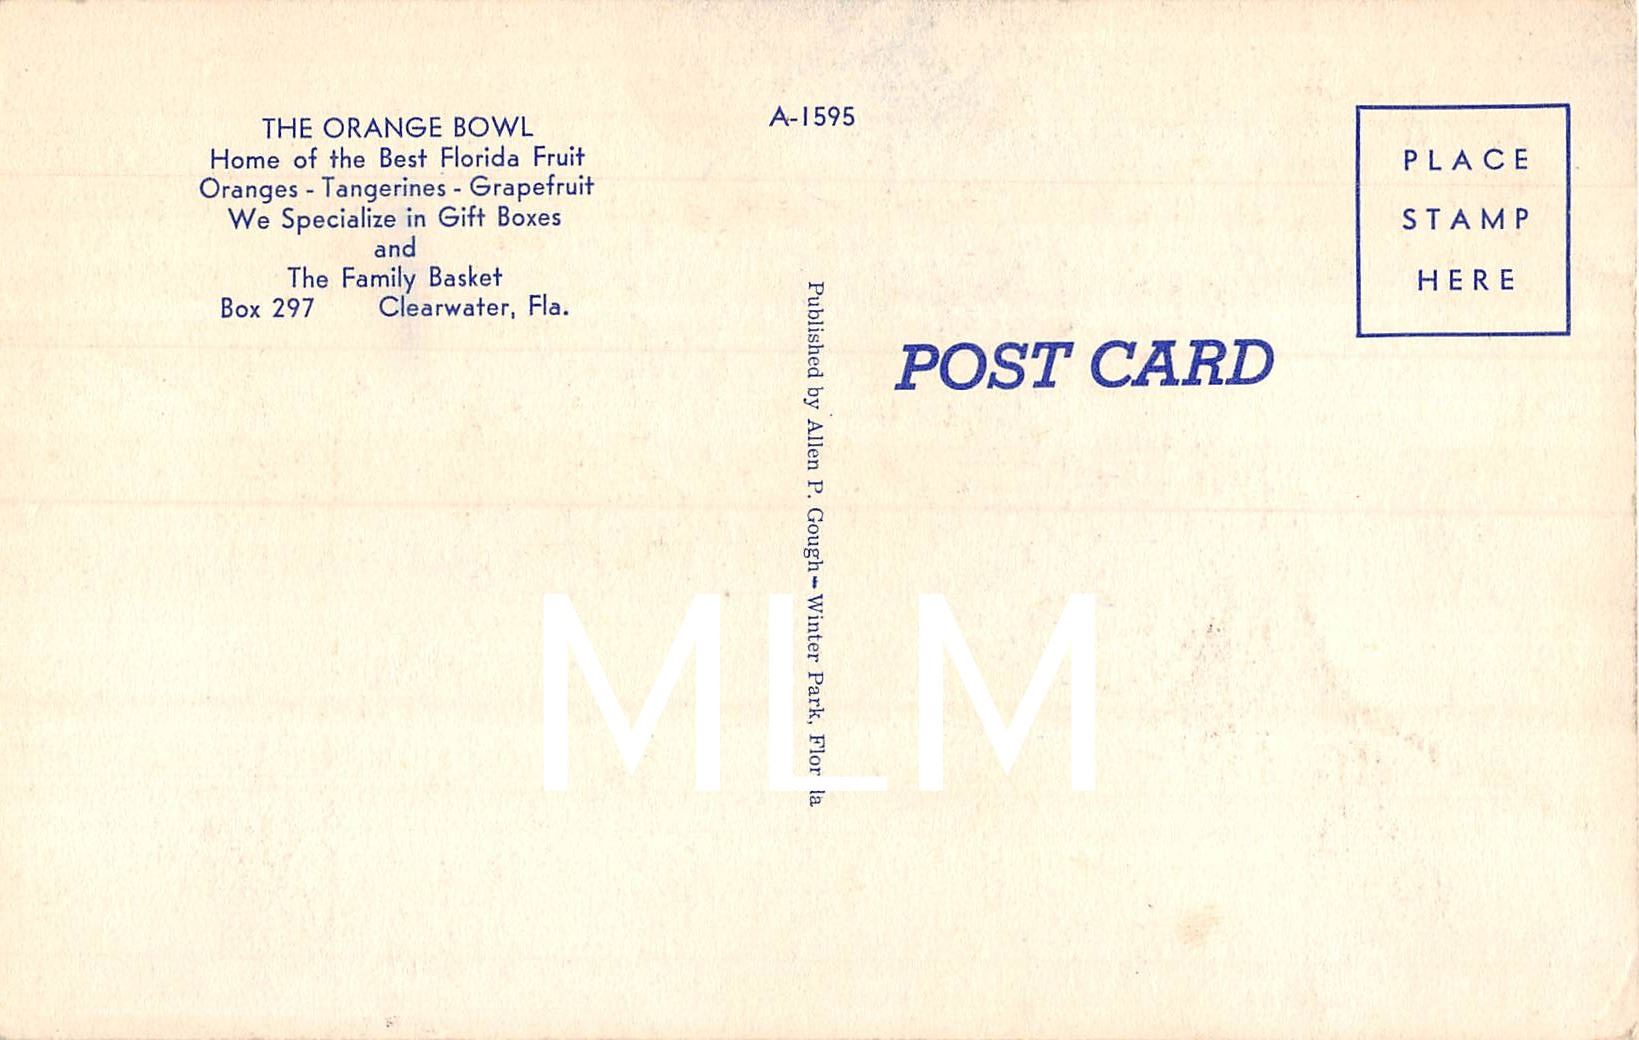 THE ORANGE BOWL
Home of the Best Florida Fruit
Oranges - Tangerines - Grapefruit
We Specialize in Gift Boxes
and
The Family Basket
Box 297 Clearwater, Fla.
A-1595
Published by Allen P. Gough - Winter Park, Flor la
POST CARD
PLACE
STAMP
HERE
MLM